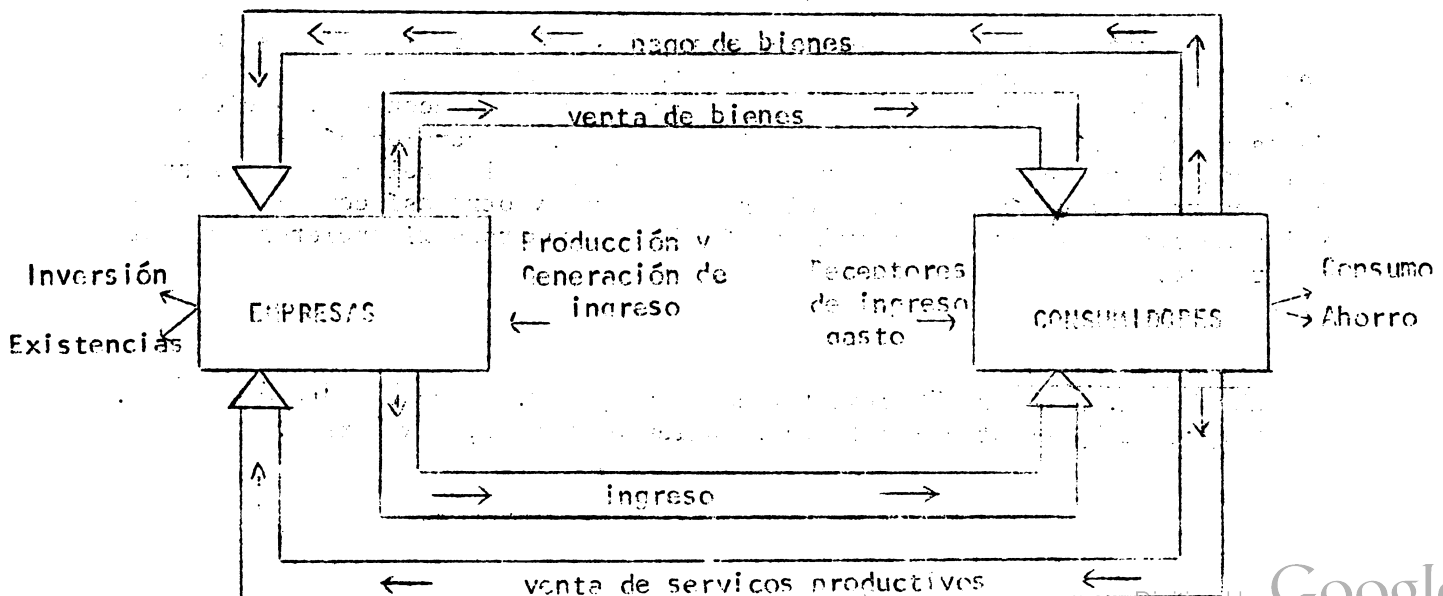 pago de bienes
venta de bienes
Producción y
Generación de
ingreso
Receptores
de ingreso
gasto
Inversión
Existencias
EMPRESAS
CONSUMIDORES
Consumo
Ahorro
ingreso
venta de servicos productivos
Google